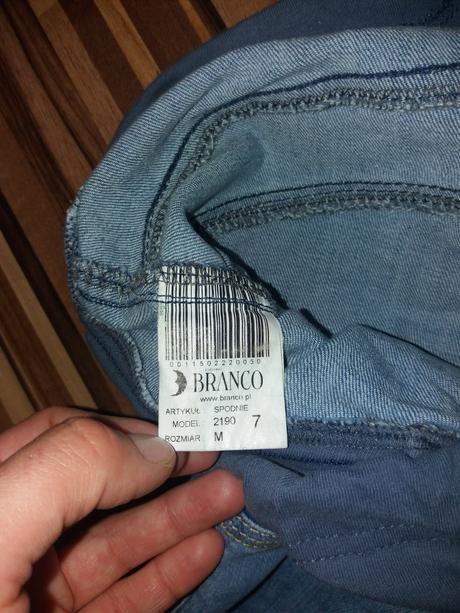 0011502220050
BRANCO
www.branco.pl
ARTYKUŁ SPODNIE
MODEL 2190 7
ROZMIAR M